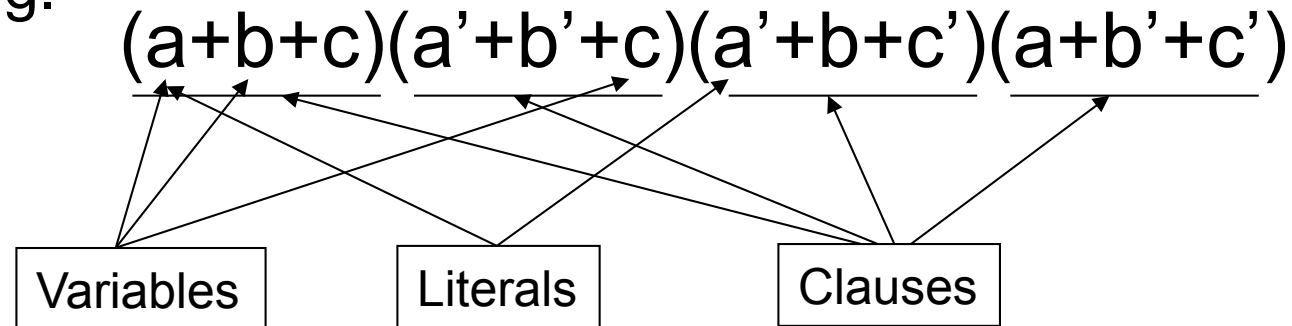 g.
(a+b+c)(a’+b’+c)(a’+b+c’)(a+b’+c’)
Variables
Literals
Clauses